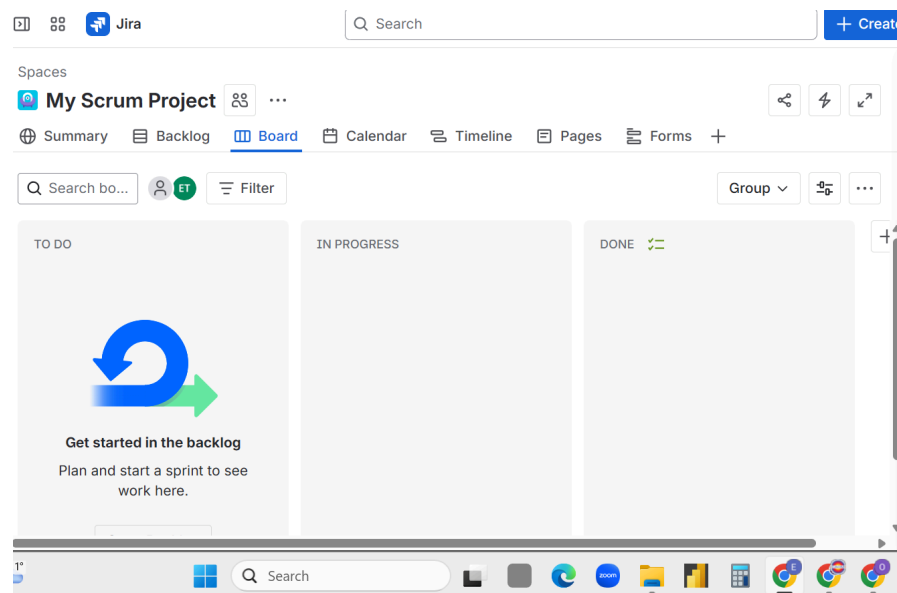 Jira
Search
+ Create
Spaces
My Scrum Project
Summary Backlog Board Calendar Timeline Pages Forms
Search bo...
ET
Filter
Group
TO DO
IN PROGRESS
DONE
Get started in the backlog
Plan and start a sprint to see
work here.
1°
Search
zoom
E
O